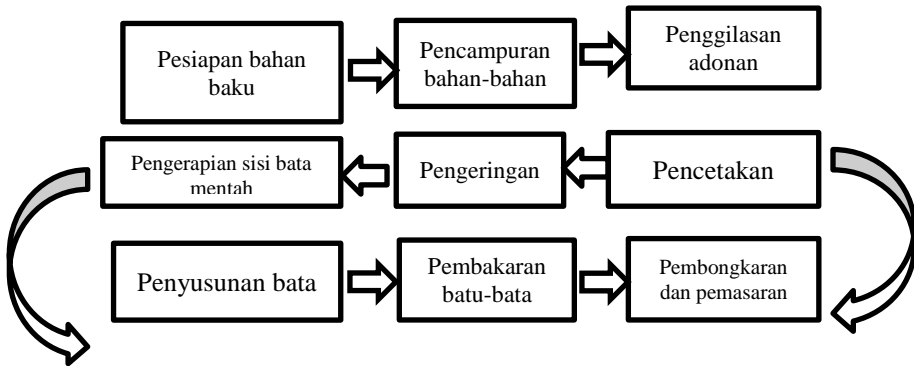 Pesiapan bahan
baku
Pencampuran
bahan-bahan
Penggilasan
adonan
Pengerapian sisi bata
mentah
Pengeringan
Pencetakan
Penyusunan bata
Pembakaran
batu-bata
Pembongkaran
dan pemasaran